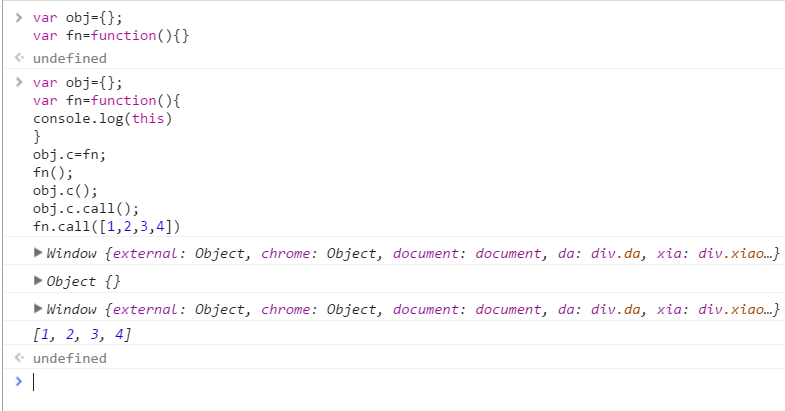 var obj={};
var fn=function(){}
undefined
var obj={};
var fn=function(){
console.log(this)
}
obj.c=fn;
fn();
obj.c();
obj.c.call();
fn.call([1,2,3,4])
Window {external: Object, chrome: Object, document: document, da: div.da, xia: div.xiao…}
Object {}
Window {external: Object, chrome: Object, document: document, da: div.da, xia: div.xiao…}
[1, 2, 3, 4]
undefined